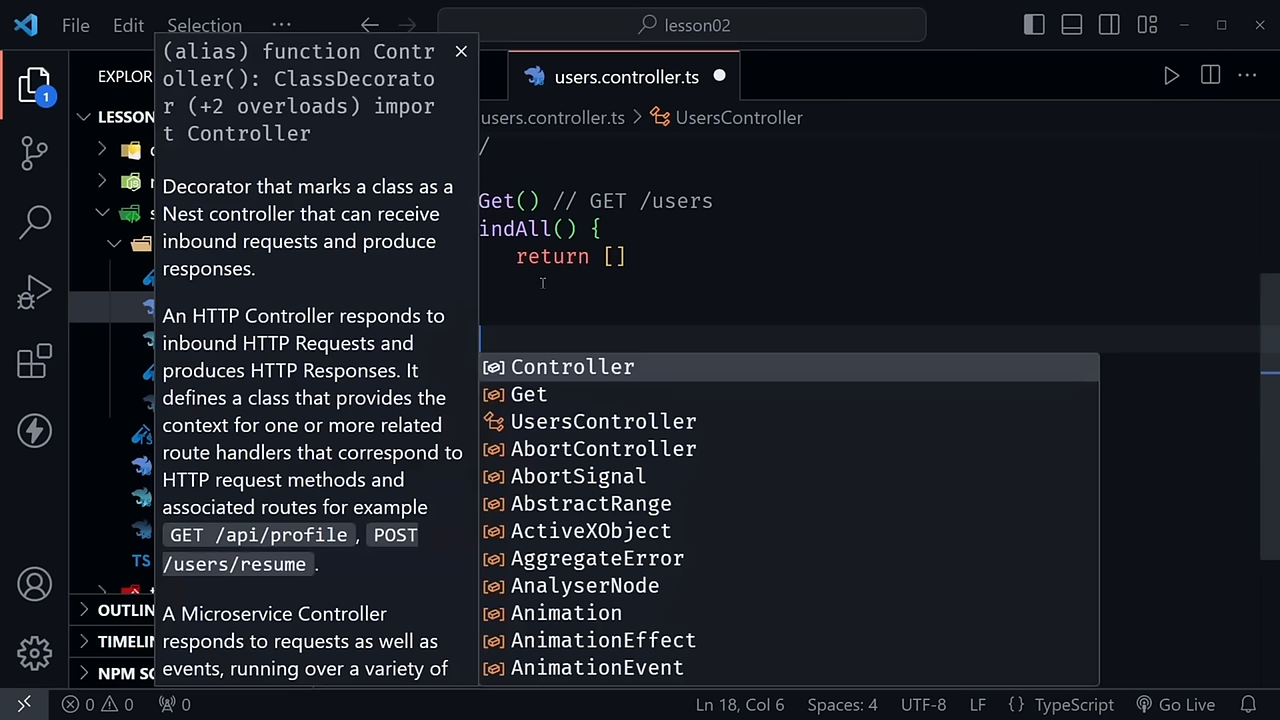 File Edit Selection ··· lesson02
(alias) function Contr
oller(): ClassDecorato
r (+2 overloads) impor
t Controller
Decorator that marks a class as a
Nest controller that can receive
inbound requests and produce
responses.
An HTTP Controller responds to
inbound HTTP Requests and
produces HTTP Responses. It
defines a class that provides the
context for one or more related
route handlers that correspond to
HTTP request methods and
associated routes for example
GET /api/profile, POST
/users/resume.
A Microservice Controller
responds to requests as well as
events, running over a variety of
EXPLOR
1
LESSON
s
TS
OUTLIN
TIMELIN
NPM SC
users.controller.ts
users.controller.ts > UsersController
/
Get() // GET /users
indAll() {
return []
Controller
Get
UsersController
AbortController
AbortSignal
AbstractRange
ActiveXObject
AggregateError
AnalyserNode
Animation
AnimationEffect
AnimationEvent
0 0 0 Ln 18, Col 6 Spaces: 4 UTF-8 LF {} TypeScript Go Live